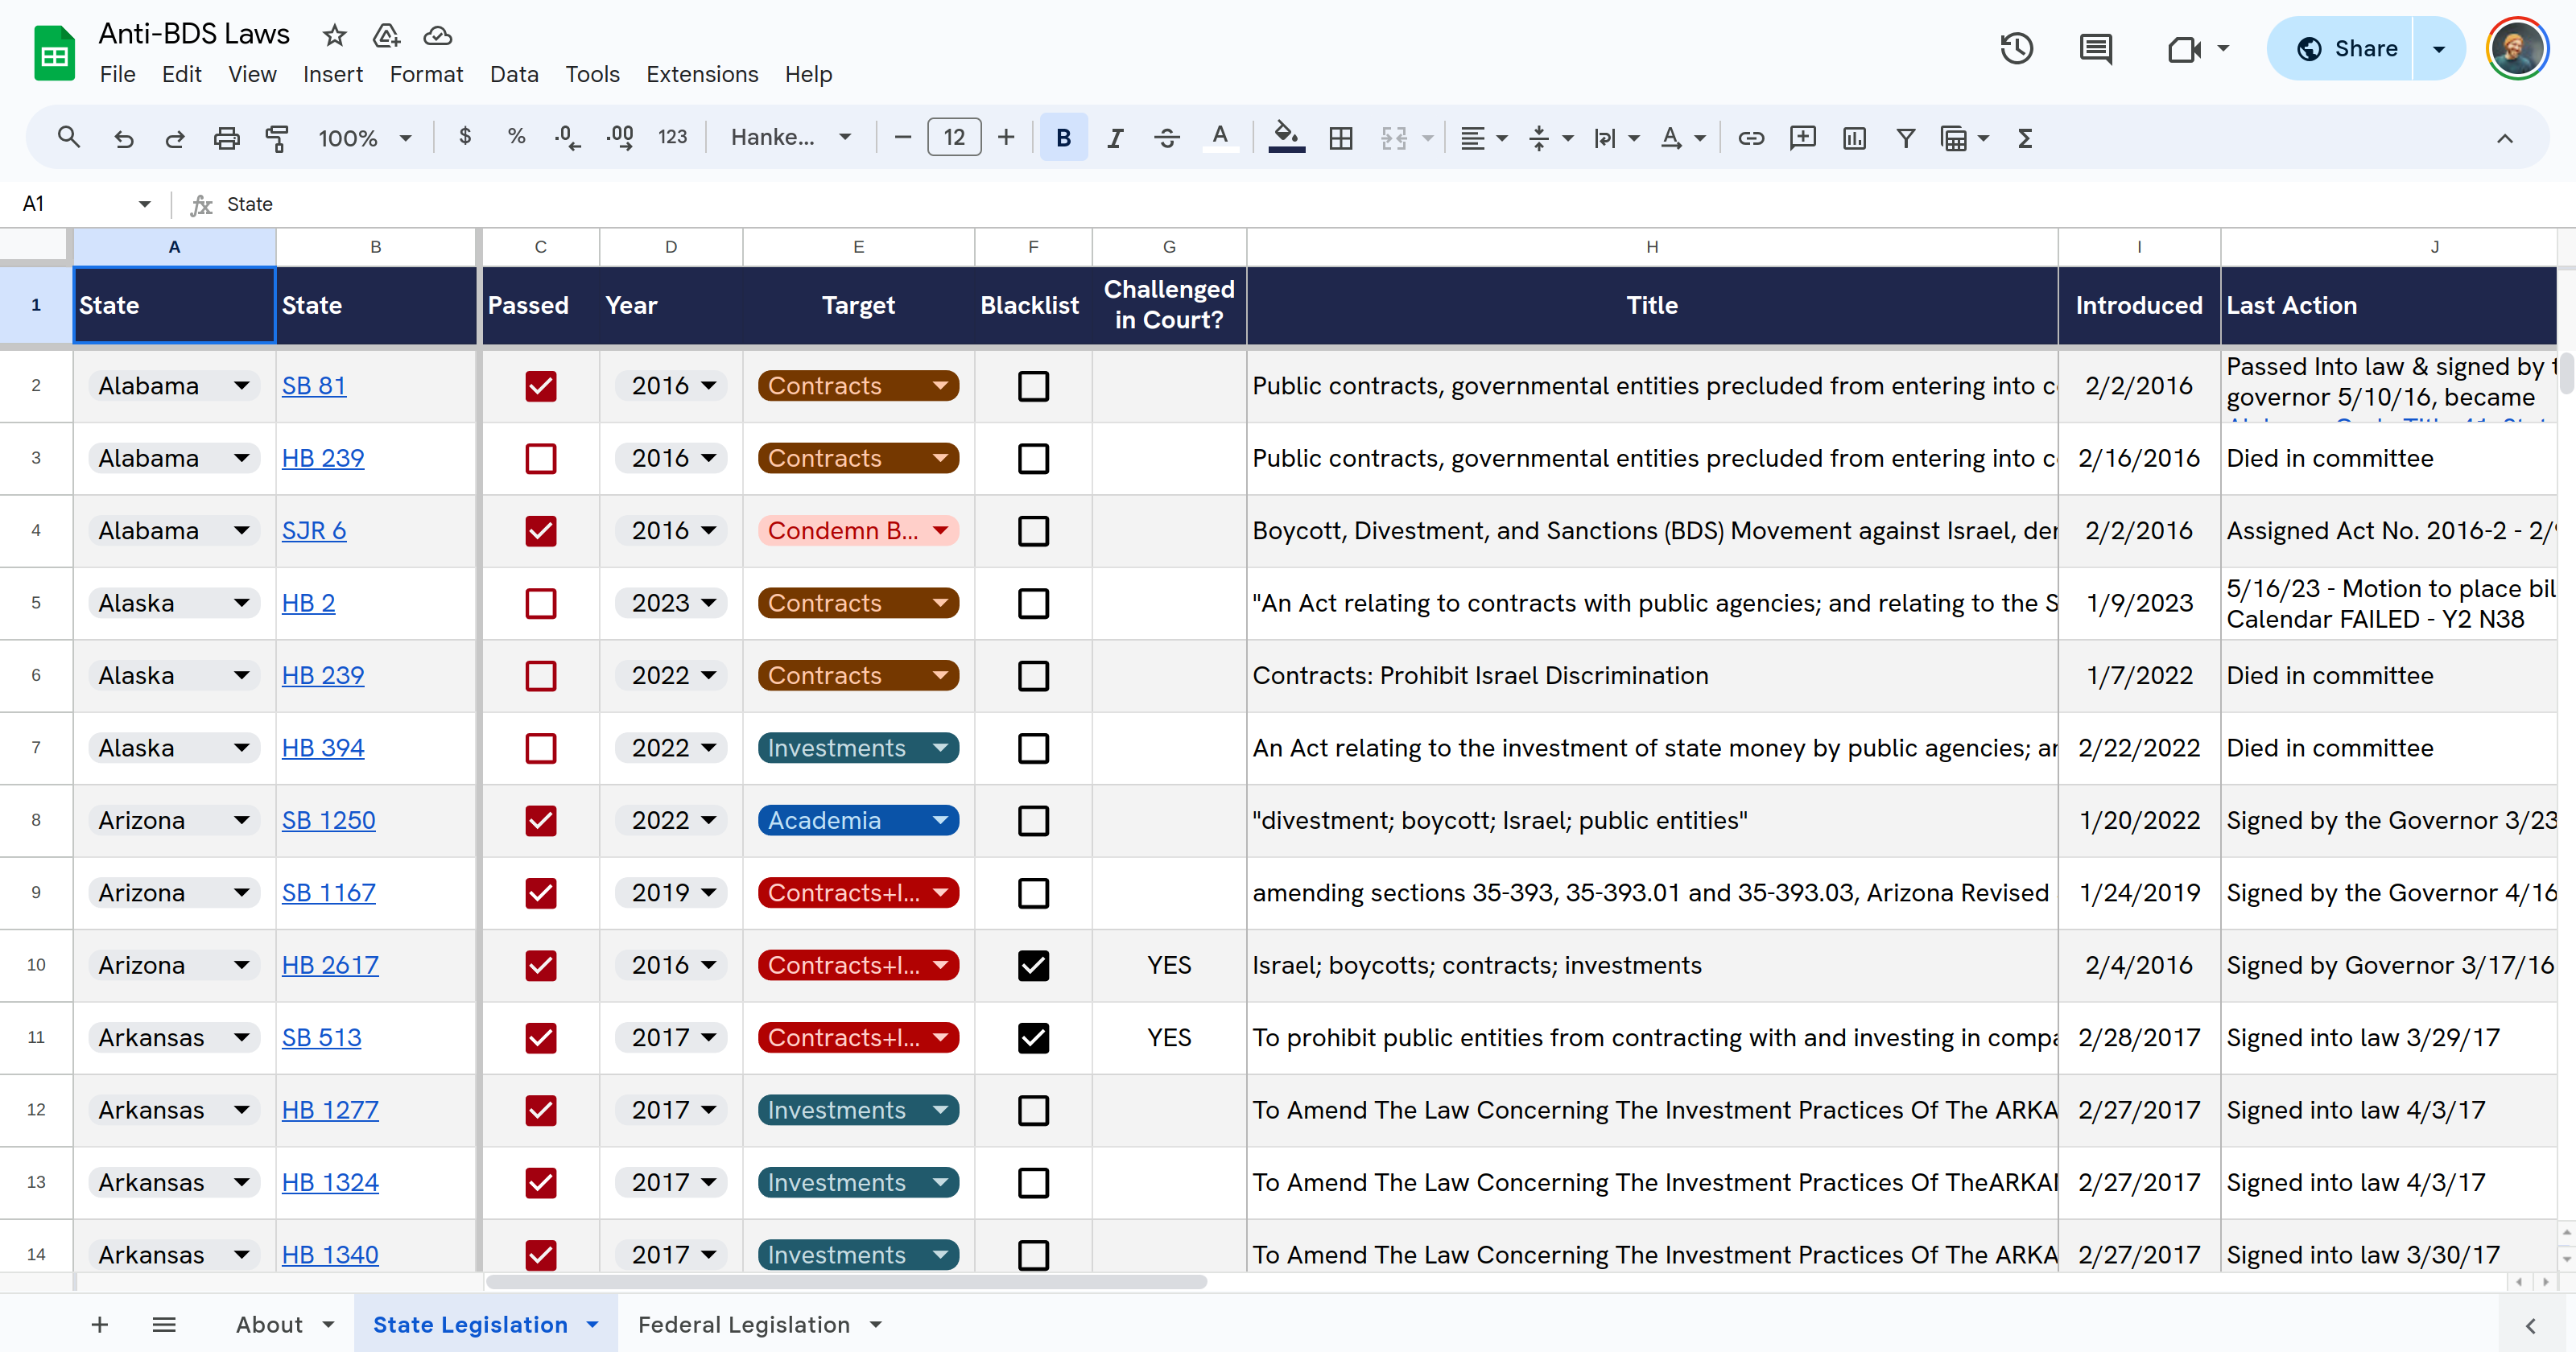 Anti-BDS Laws
File Edit View Insert Format Data Tools Extensions Help
Share
100% $ % .0 .00 123 Hanke... 12 B I A
A1 State
A B C D E F G H I J
1 State State Passed Year Target Blacklist Challenged in Court? Title Introduced Last Action
2 Alabama SB 81 2016 Contracts Public contracts, governmental entities precluded from entering into 2/2/2016 Passed Into law & signed by
governor 5/10/16, became
3 Alabama HB 239 2016 Contracts Public contracts, governmental entities precluded from entering into 2/16/2016 Died in committee
4 Alabama SJR 6 2016 Condemn B... Boycott, Divestment, and Sanctions (BDS) Movement against Israel, 2/2/2016 Assigned Act No. 2016-2 -
5 Alaska HB 2 2023 Contracts "An Act relating to contracts with public agencies; and relating to the 1/9/2023 5/16/23 - Motion to place
Calendar FAILED - Y2 N38
6 Alaska HB 239 2022 Contracts Contracts: Prohibit Israel Discrimination 1/7/2022 Died in committee
7 Alaska HB 394 2022 Investments An Act relating to the investment of state money by public agencies; 2/22/2022 Died in committee
8 Arizona SB 1250 2022 Academia "divestment; boycott; Israel; public entities" 1/20/2022 Signed by the Governor 3/23
9 Arizona SB 1167 2019 Contracts+I... amending sections 35-393, 35-393.01 and 35-393.03, Arizona Revised 1/24/2019 Signed by the Governor 4/16
10 Arizona HB 2617 2016 Contracts+I... YES Israel; boycotts; contracts; investments 2/4/2016 Signed by Governor 3/17/16
11 Arkansas SB 513 2017 Contracts+I... YES To prohibit public entities from contracting with and investing in 2/28/2017 Signed into law 3/29/17
12 Arkansas HB 1277 2017 Investments To Amend The Law Concerning The Investment Practices Of The ARKA 2/27/2017 Signed into law 4/3/17
13 Arkansas HB 1324 2017 Investments To Amend The Law Concerning The Investment Practices Of TheARKA 2/27/2017 Signed into law 4/3/17
14 Arkansas HB 1340 2017 Investments To Amend The Law Concerning The Investment Practices Of The ARKA 2/27/2017 Signed into law 3/30/17
About State Legislation Federal Legislation